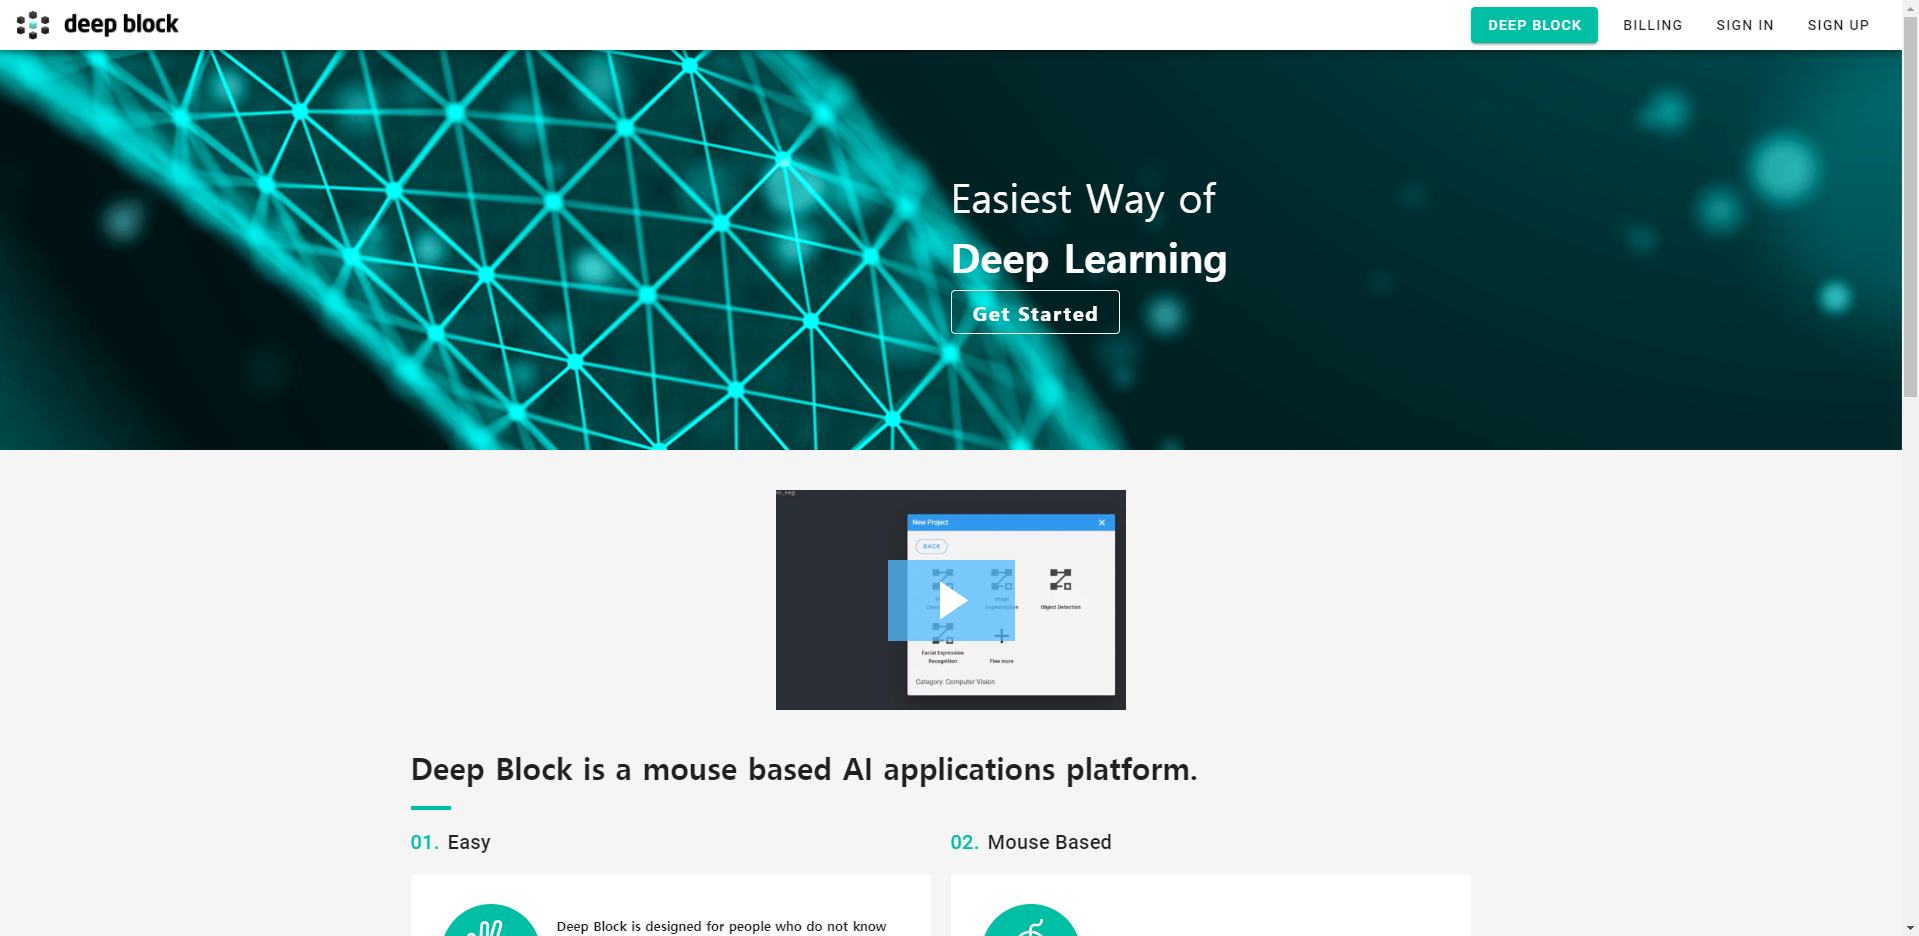 deep block
DEEP BLOCK
BILLING
SIGN IN
SIGN UP
Easiest Way of
Deep Learning
Get Started
New Project
BACK
Object Detection
Facial Expression
Recognition
Fine more
Category: Computer Vision
Deep Block is a mouse based AI applications platform.
01. Easy
02. Mouse Based
Deep Block is designed for people who do not know